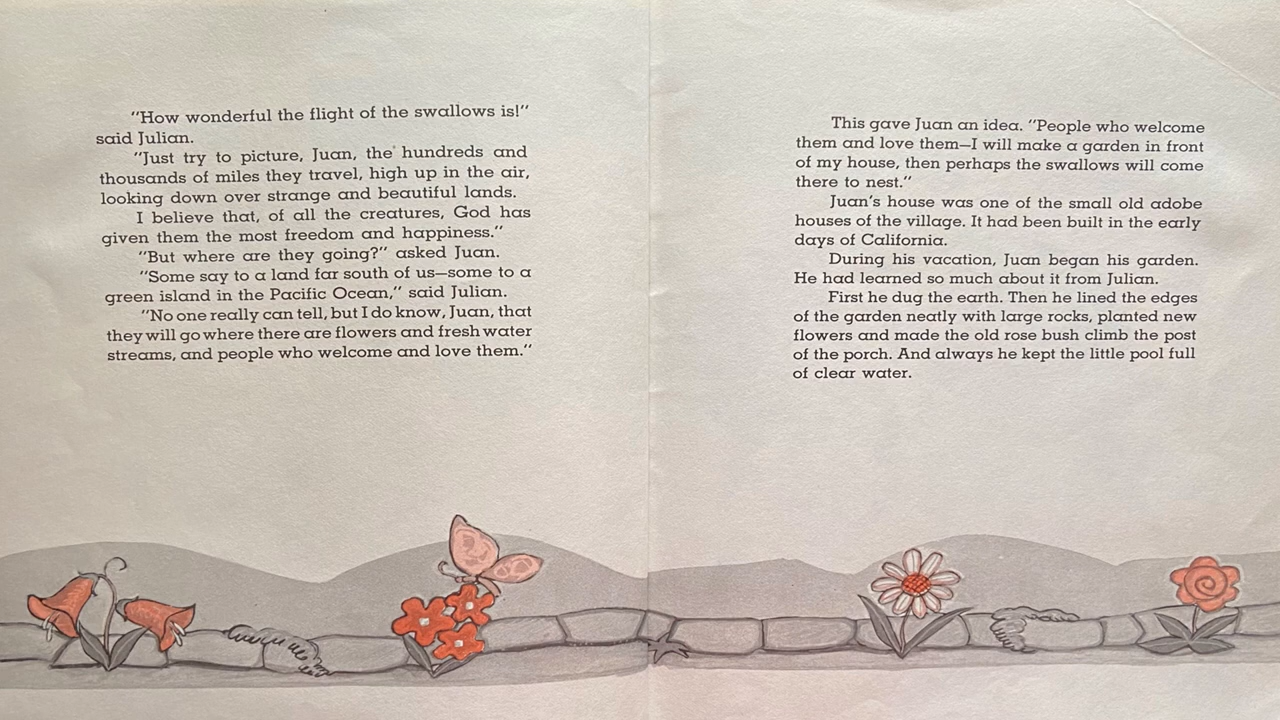 "How wonderful the flight of the swallows is!"
said Julian.
"Just try to picture, Juan, the hundreds and
thousands of miles they travel, high up in the air,
looking down over strange and beautiful lands.
I believe that, of all the creatures, God has
given them the most freedom and happiness."
"But where are they going?" asked Juan.
"Some say to a land far south of us—some to a
green island in the Pacific Ocean," said Julian.
"No one really can tell, but I do know, Juan, that
they will go where there are flowers and fresh water
streams, and people who welcome and love them."
This gave Juan an idea. "People who welcome
them and love them—I will make a garden in front
of my house, then perhaps the swallows will come
there to nest."
Juan's house was one of the small old adobe
houses of the village. It had been built in the early
days of California.
During his vacation, Juan began his garden.
He had learned so much about it from Julian.
First he dug the earth. Then he lined the edges
of the garden neatly with large rocks, planted new
flowers and made the old rose bush climb the post
of the porch. And always he kept the little pool full
of clear water.